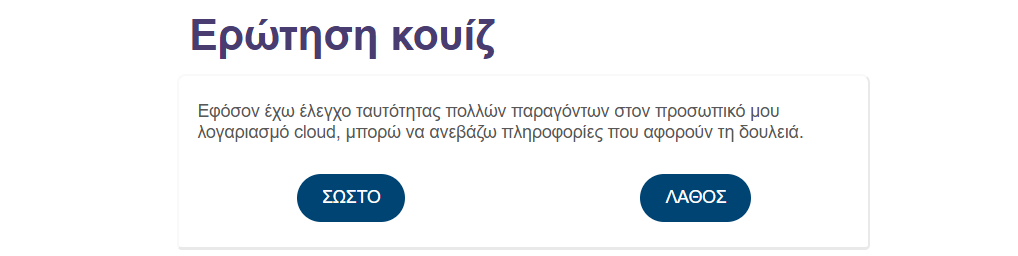 Ερώτηση κουίζ
Εφόσον έχω έλεγχο ταυτότητας πολλών παραγόντων στον προσωπικό μου
λογαριασμό cloud, μπορώ να ανεβάζω πληροφορίες που αφορούν τη δουλειά.
ΣΩΣΤΟ
ΛΑΘΟΣ